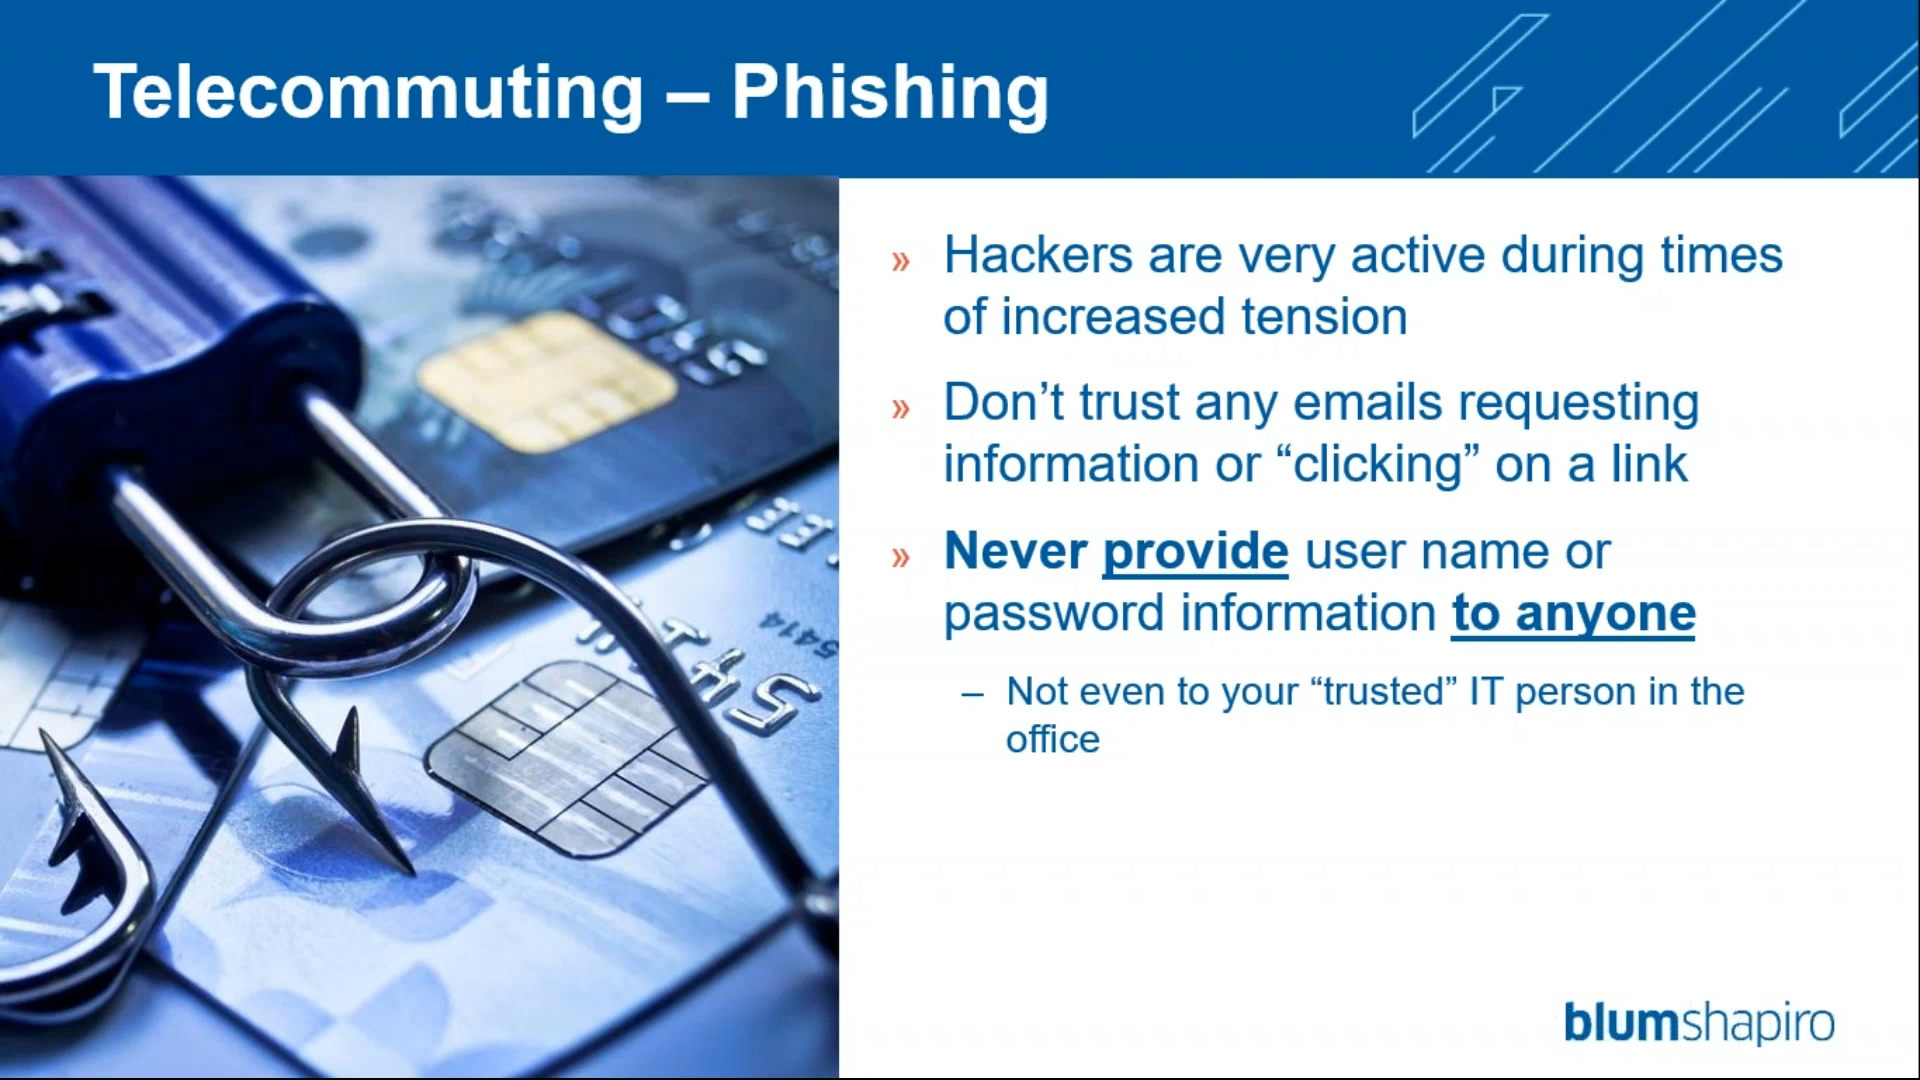 Telecommuting – Phishing
» Hackers are very active during times
of increased tension
» Don’t trust any emails requesting
information or “clicking” on a link
» Never provide user name or
password information to anyone
– Not even to your “trusted” IT person in the
office
5414
blumshapiro